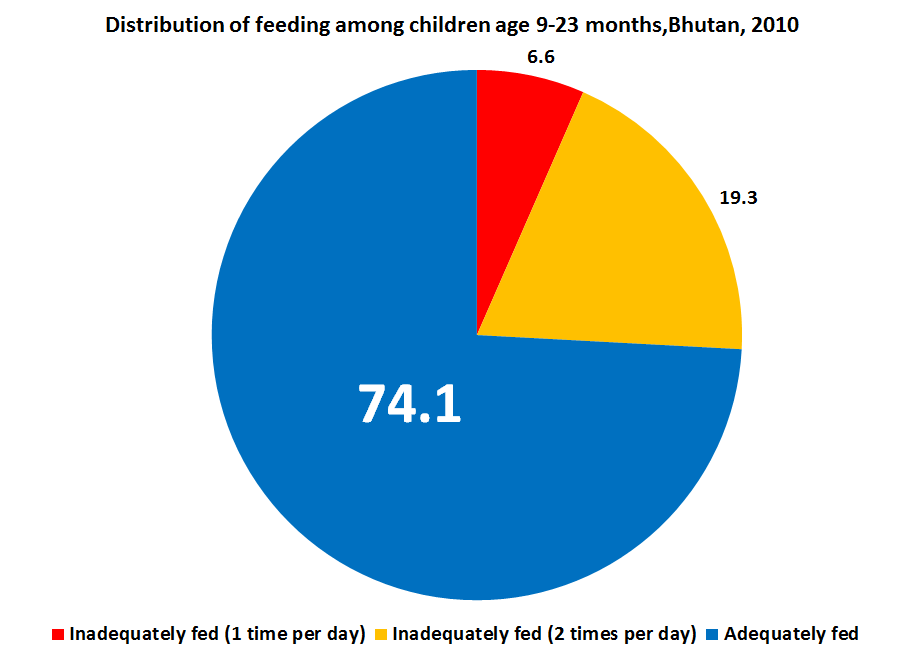 Distribution of feeding among children age 9-23 months,Bhutan, 2010
6.6
19.3
74.1
Inadequately fed (1 time per day) Inadequately fed (2 times per day) Adequately fed